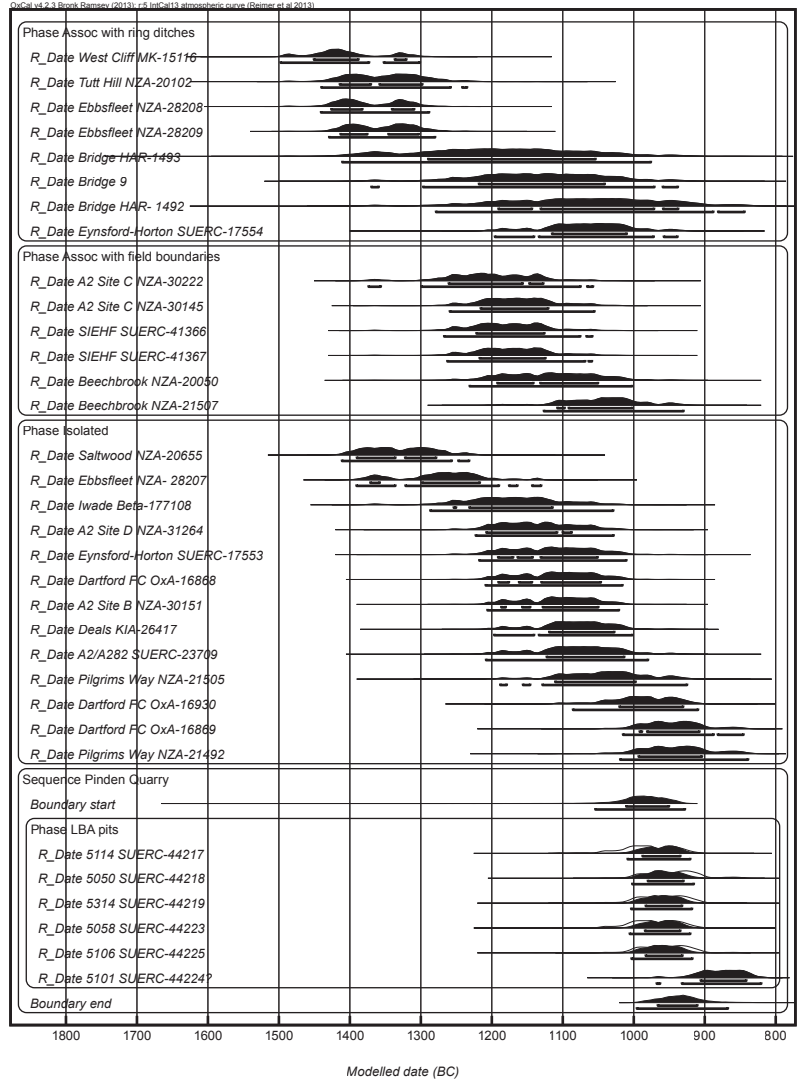 OxCal v4.2.3 Bronk Ramsey (2013); r:5 IntCal13 atmospheric curve (Reimer et al 2013)
Phase Assoc with ring ditches
R_Date West Cliff MK-15116
R_Date Tutt Hill NZA-20102
R_Date Ebbsfleet NZA-28208
R_Date Ebbsfleet NZA-28209
R_Date Bridge HAR-1493
R_Date Bridge 9
R_Date Bridge HAR- 1492
R_Date Eynsford-Horton SUERC-17554
Phase Assoc with field boundaries
R_Date A2 Site C NZA-30222
R_Date A2 Site C NZA-30145
R_Date SIEHF SUERC-41366
R_Date SIEHF SUERC-41367
R_Date Beechbrook NZA-20050
R_Date Beechbrook NZA-21507
Phase Isolated
R_Date Saltwood NZA-20655
R_Date Ebbsfleet NZA- 28207
R_Date Iwade Beta-177108
R_Date A2 Site D NZA-31264
R_Date Eynsford-Horton SUERC-17553
R_Date Dartford FC OxA-16868
R_Date A2 Site B NZA-30151
R_Date Deals KIA-26417
R_Date A2/A282 SUERC-23709
R_Date Pilgrims Way NZA-21505
R_Date Dartford FC OxA-16930
R_Date Dartford FC OxA-16869
R_Date Pilgrims Way NZA-21492
Sequence Pinden Quarry
Boundary start
Phase LBA pits
R_Date 5114 SUERC-44217
R_Date 5050 SUERC-44218
R_Date 5314 SUERC-44219
R_Date 5058 SUERC-44223
R_Date 5106 SUERC-44225
R_Date 5101 SUERC-44224?
Boundary end
1800 1700 1600 1500 1400 1300 1200 1100 1000 900 800
Modelled date (BC)